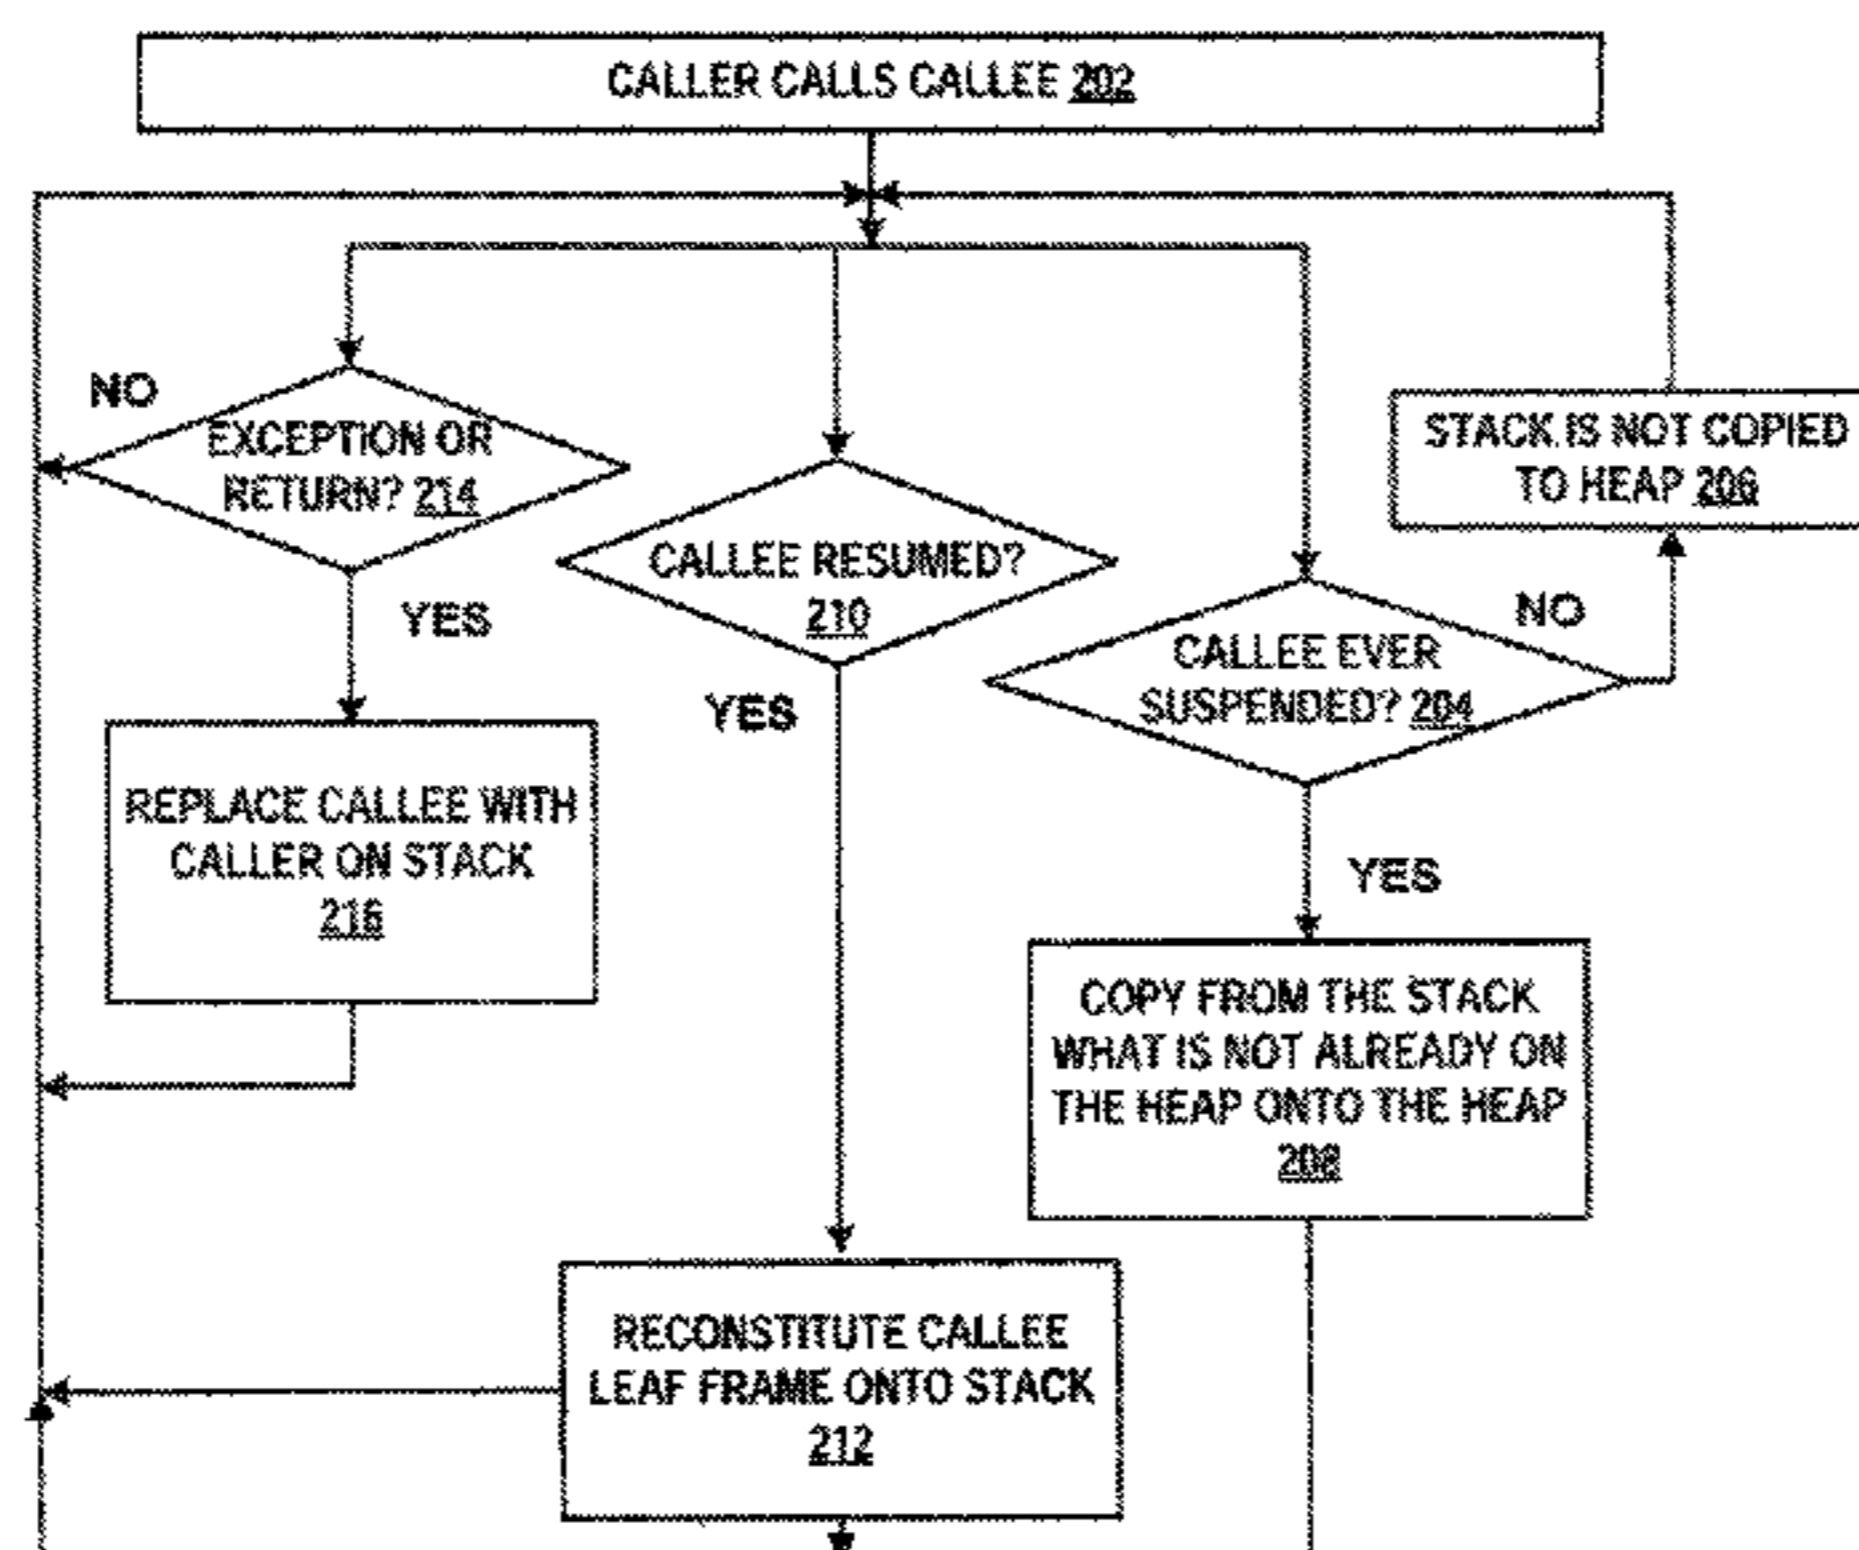 CALLER CALLS CALLEE 202
NO
EXCEPTION OR
RETURN? 214
YES
REPLACE CALLEE WITH
CALLER ON STACK
216
CALLEE RESUMED?
210
YES
RECONSTITUTE CALLEE
LEAF FRAME ONTO STACK
212
STACK IS NOT COPIED
TO HEAP 206
NO
CALLEE EVER
SUSPENDED? 204
YES
COPY FROM THE STACK
WHAT IS NOT ALREADY ON
THE HEAP ONTO THE HEAP
208